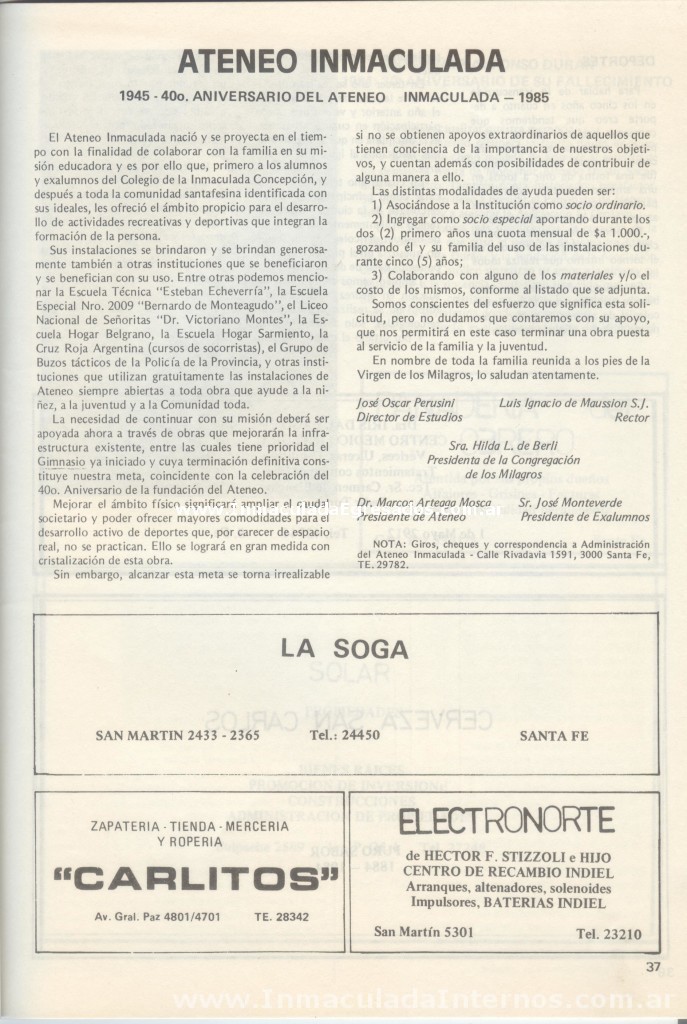 ATENEO INMACULADA
1945 - 40o. ANIVERSARIO DEL ATENEO INMACULADA — 1985
El Ateneo Inmaculada nació y se proyecta en el tiem-
po con la finalidad de colaborar con la familia en su mi-
sión educadora y es por ello que, primero a los alumnos
y exalumnos del Colegio de la Inmaculada Concepción, y
después a toda la comunidad santafesina identificada con
sus ideales, les ofreció el ámbito propicio para el desarro-
llo de actividades recreativas y deportivas que integran la
formación de la persona.
Sus instalaciones se brindaron y se brindan generosa-
mente también a otras instituciones que se beneficiaron
y se benefician con su uso. Entre otras podemos mencio-
nar la Escuela Técnica "Esteban Echeverría", la Escuela
Especial Nro. 2009 "Bernardo de Monteagudo", el Liceo
Nacional de Señoritas "Dr. Victoriano Montes", la Es-
cuela Hogar Belgrano, la Escuela Hogar Sarmiento, la
Cruz Roja Argentina (cursos de socorristas), el Grupo de
Buzos tácticos de la Policía de la Provincia, y otras insti-
tuciones que utilizan gratuitamente las instalaciones de
Ateneo siempre abiertas a toda obra que ayude a la ni-
ñez, a la juventud y a la Comunidad toda.
La necesidad de continuar con su misión deberá ser
apoyada ahora a través de obras que mejorarán la infra-
estructura existente, entre las cuales tiene prioridad el
Gimnasio ya iniciado y cuya terminación definitiva cons-
tituye nuestra meta, coincidente con la celebración del
40o. Aniversario de la fundación del Ateneo.
Mejorar el ámbito físico significará ampliar el caudal
societario y poder ofrecer mayores comodidades para el
desarrollo activo de deportes que, por carecer de espacio
real, no se practican. Ello se logrará en gran medida con
cristalización de esta obra.
Sin embargo, alcanzar esta meta se torna irrealizable
si no se obtienen apoyos extraordinarios de aquellos que
tienen conciencia de la importancia de nuestros objeti-
vos, y cuentan además con posibilidades de contribuir de
alguna manera a ello.
Las distintas modalidades de ayuda pueden ser:
1) Asociándose a la Institución como socio ordinario.
2) Ingresar como socio especial aportando durante los
dos (2) primero años una cuota mensual de $a 1.000.-,
gozando él y su familia del uso de las instalaciones du-
rante cinco (5) años;
3) Colaborando con alguno de los materiales y/o el
costo de los mismos, conforme al listado que se adjunta.
Somos conscientes del esfuerzo que significa esta soli-
citud, pero no dudamos que contaremos con su apoyo,
que nos permitirá en este caso terminar una obra puesta
al servicio de la familia y la juventud.
En nombre de toda la familia reunida a los pies de la
Virgen de los Milagros, lo saludan atentamente.
José Oscar Perusini Luis Ignacio de Maussion S.J.
Director de Estudios Rector
Sra. Hilda L. de Berli
Presidenta de la Congregación
de los Milagros
Dr. Marcor Arteaga Mosca Sr. José Monteverde
Presidente de Ateneo Presidente de Exalumnos
NOTA: Giros, cheques y correspondencia a Administración
del Ateneo Inmaculada - Calle Rivadavia 1591, 3000 Santa Fe,
TE. 29782.
LA SOGA
SAN MARTIN 2433 - 2365 Tel.: 24450 SANTA FE
ZAPATERIA - TIENDA - MERCERIA
Y ROPERIA
"CARLITOS"
Av. Gral. Paz 4801/4701 TE. 28342
ELECTRONORTE
de HECTOR F. STIZZOLI e HIJO
CENTRO DE RECAMBIO INDIEL
Arranques, altenadores, solenoides
Impulsores, BATERIAS INDIEL
San Martín 5301 Tel. 23210
37
www.InmaculadaInternos.com.ar